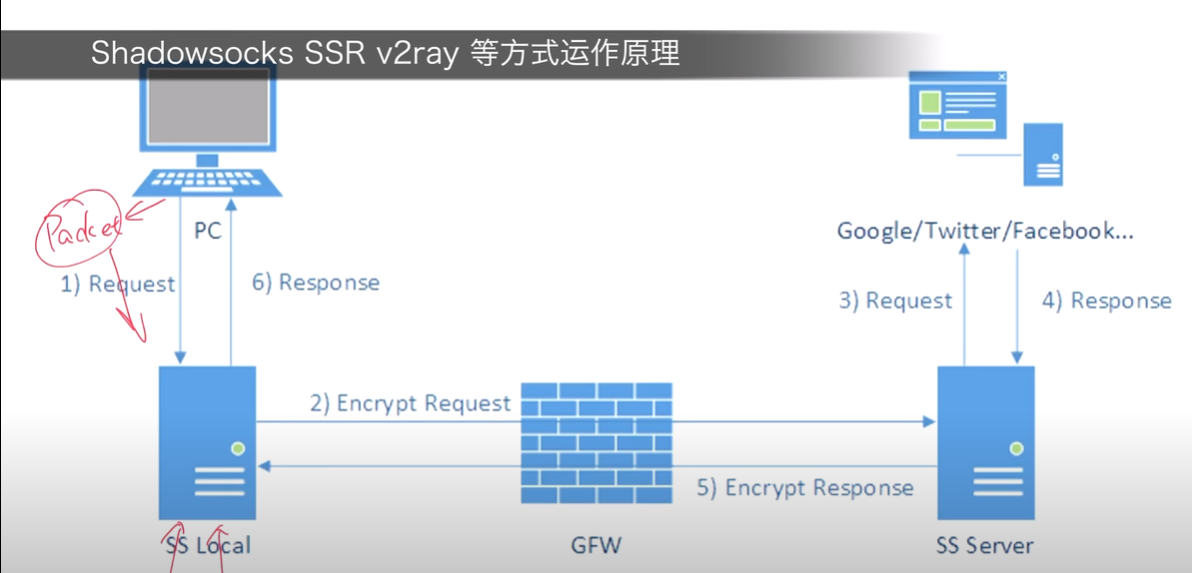 Shadowsocks SSR v2ray 等方式运作原理
Packet
PC
Google/Twitter/Facebook...
1) Request
6) Response
3) Request
4) Response
2) Encrypt Request
5) Encrypt Response
SS Local
GFW
SS Server